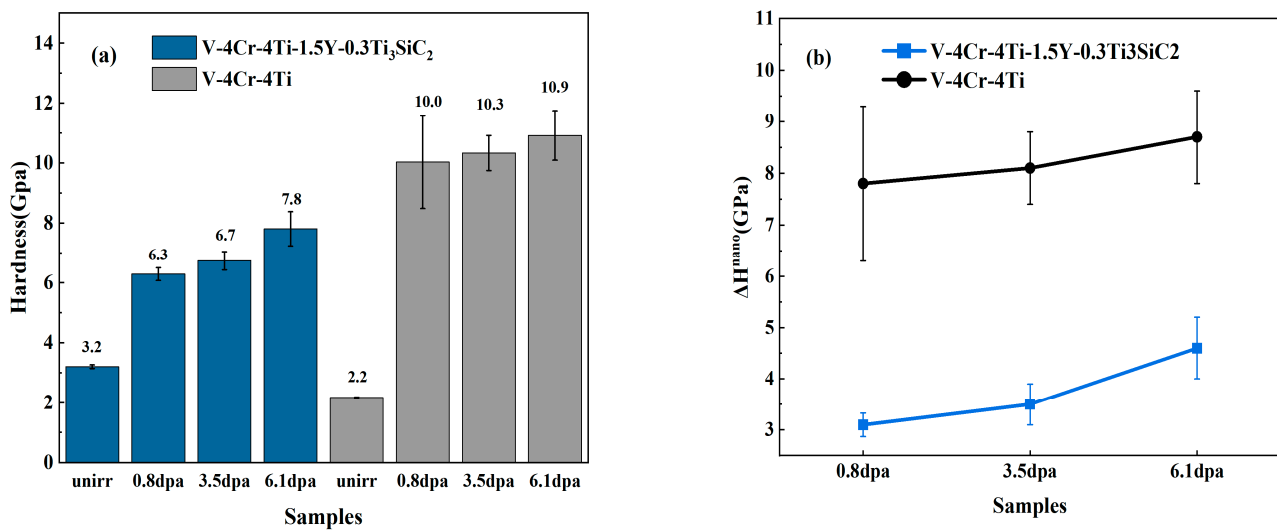 (a)
V-4Cr-4Ti-1.5Y-0.3Ti₃SiC₂
V-4Cr-4Ti
Hardness(Gpa)
14
12
10
8
6
4
2
0
3.2
6.3
6.7
7.8
2.2
10.0
10.3
10.9
unirr 0.8dpa 3.5dpa 6.1dpa unirr 0.8dpa 3.5dpa 6.1dpa
Samples
(b)
V-4Cr-4Ti-1.5Y-0.3Ti3SiC2
V-4Cr-4Ti
ΔHⁿᵃⁿᵒ(GPa)
11
10
9
8
7
6
5
4
3
0.8dpa 3.5dpa 6.1dpa
Samples